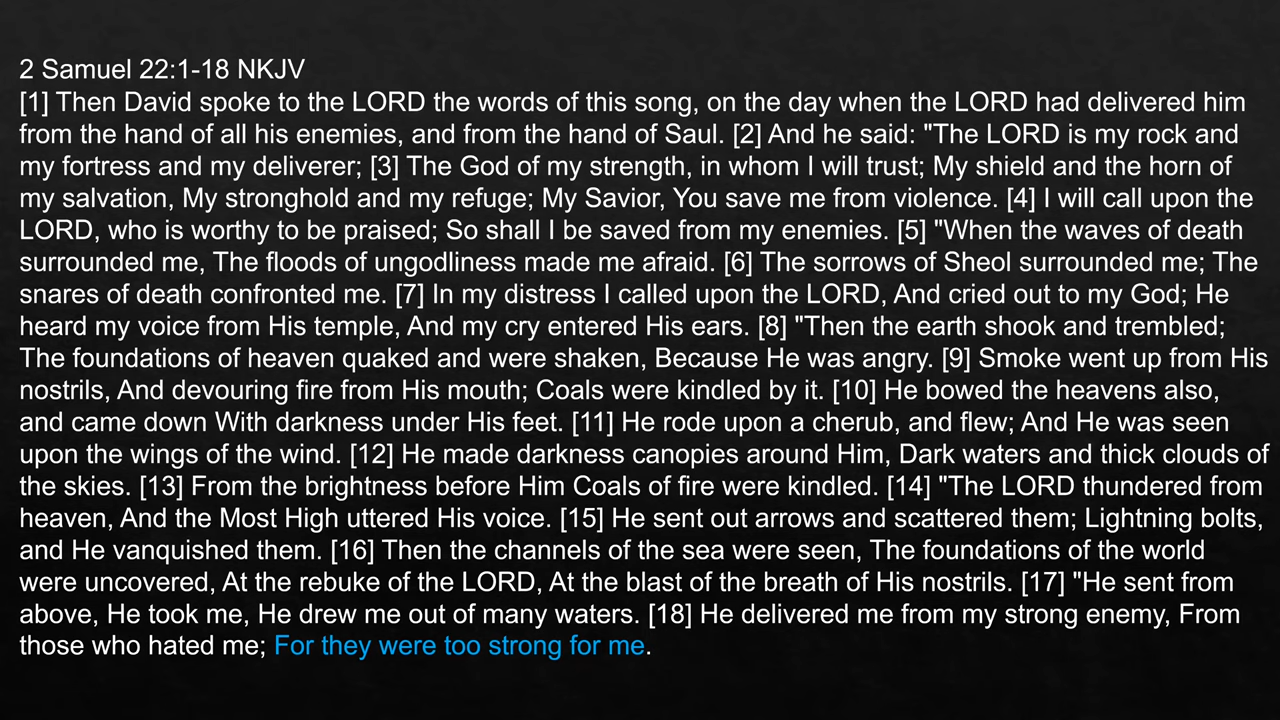 2 Samuel 22:1-18 NKJV
[1] Then David spoke to the LORD the words of this song, on the day when the LORD had delivered him
from the hand of all his enemies, and from the hand of Saul. [2] And he said: "The LORD is my rock and
my fortress and my deliverer; [3] The God of my strength, in whom I will trust; My shield and the horn of
my salvation, My stronghold and my refuge; My Savior, You save me from violence. [4] I will call upon the
LORD, who is worthy to be praised; So shall I be saved from my enemies. [5] "When the waves of death
surrounded me, The floods of ungodliness made me afraid. [6] The sorrows of Sheol surrounded me; The
snares of death confronted me. [7] In my distress I called upon the LORD, And cried out to my God; He
heard my voice from His temple, And my cry entered His ears. [8] "Then the earth shook and trembled;
The foundations of heaven quaked and were shaken, Because He was angry. [9] Smoke went up from His
nostrils, And devouring fire from His mouth; Coals were kindled by it. [10] He bowed the heavens also,
and came down With darkness under His feet. [11] He rode upon a cherub, and flew; And He was seen
upon the wings of the wind. [12] He made darkness canopies around Him, Dark waters and thick clouds of
the skies. [13] From the brightness before Him Coals of fire were kindled. [14] "The LORD thundered from
heaven, And the Most High uttered His voice. [15] He sent out arrows and scattered them; Lightning bolts,
and He vanquished them. [16] Then the channels of the sea were seen, The foundations of the world
were uncovered, At the rebuke of the LORD, At the blast of the breath of His nostrils. [17] "He sent from
above, He took me, He drew me out of many waters. [18] He delivered me from my strong enemy, From
those who hated me; For they were too strong for me.